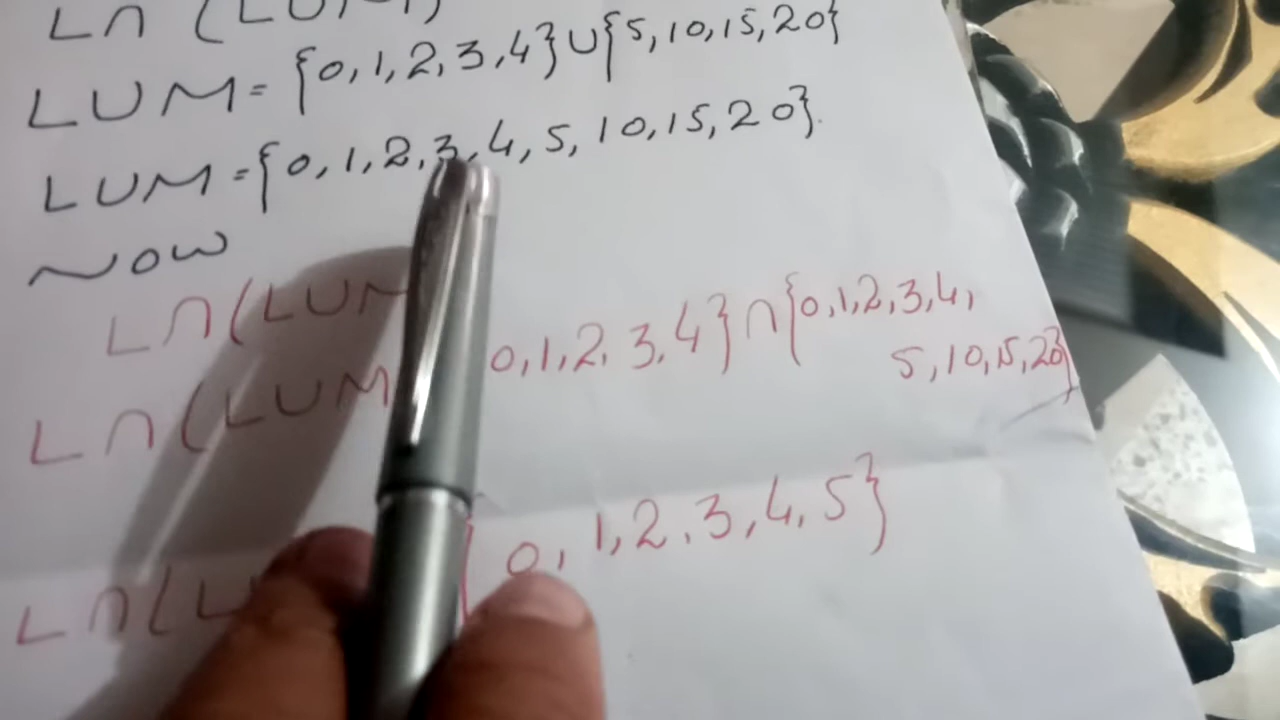 L∩(LUM)
LUM={0,1,2,3,4}∪{5,10,15,20}
LUM={0,1,2,3,4,5,10,15,20}.
NOW
L∩(LUM 0,1,2,3,4}∩{0,1,2,3,4,
5,10,15,20}
L∩(LUM
L∩(L {0,1,2,3,4,5}